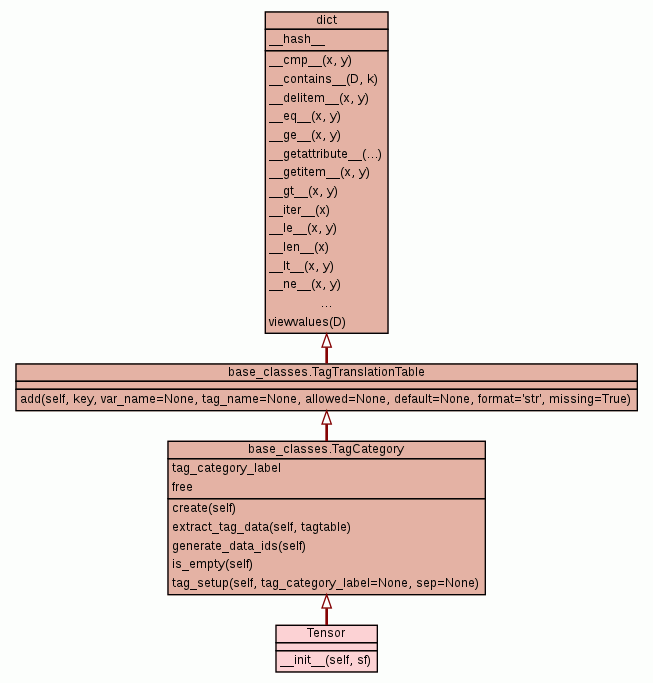 dict
__hash__
__cmp__(x, y)
__contains__(D, k)
__delitem__(x, y)
__eq__(x, y)
__ge__(x, y)
__getattribute__(...)
__getitem__(x, y)
__gt__(x, y)
__iter__(x)
__le__(x, y)
__len__(x)
__lt__(x, y)
__ne__(x, y)
...
viewvalues(D)
base_classes.TagTranslationTable
add(self, key, var_name=None, tag_name=None, allowed=None, default=None, format='str', missing=True)
base_classes.TagCategory
tag_category_label
free
create(self)
extract_tag_data(self, tagtable)
generate_data_ids(self)
is_empty(self)
tag_setup(self, tag_category_label=None, sep=None)
Tensor
__init__(self, sf)